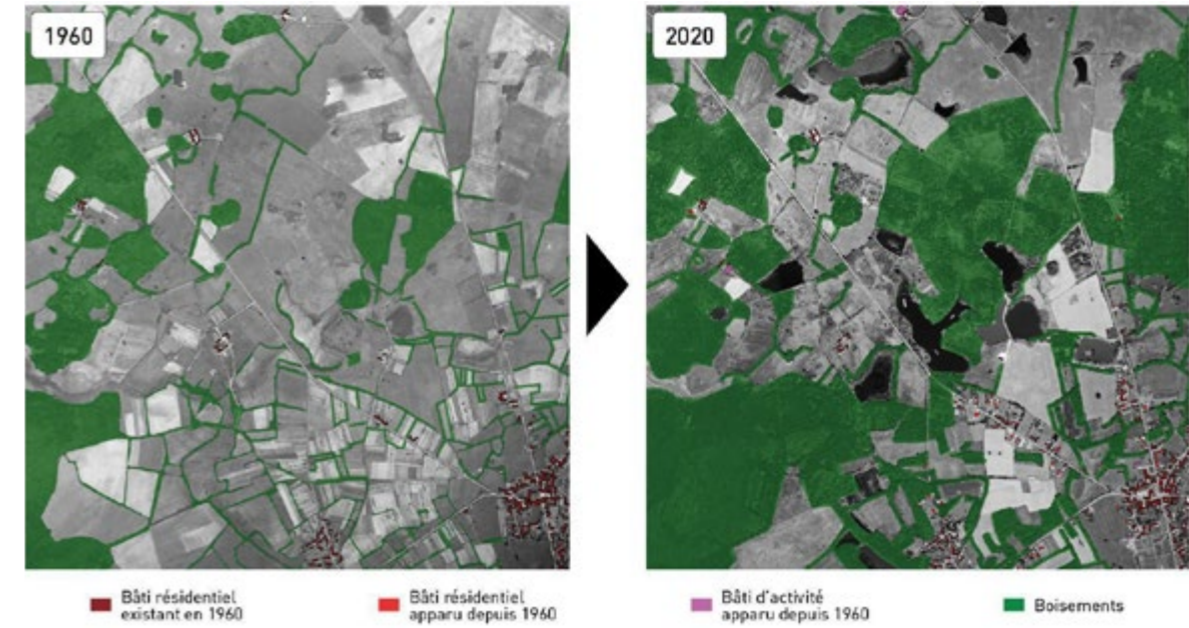 1960
2020
Bâti résidentiel
existant en 1960
Bâti résidentiel
apparu depuis 1960
Bâti d'activité
apparu depuis 1960
Boisements